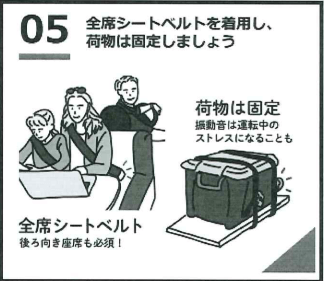 05
全席シートベルトを着用し、
荷物は固定しましょう
荷物は固定
振動音は運転中の
ストレスになることも
全席シートベルト
後ろ向き座席も必須！